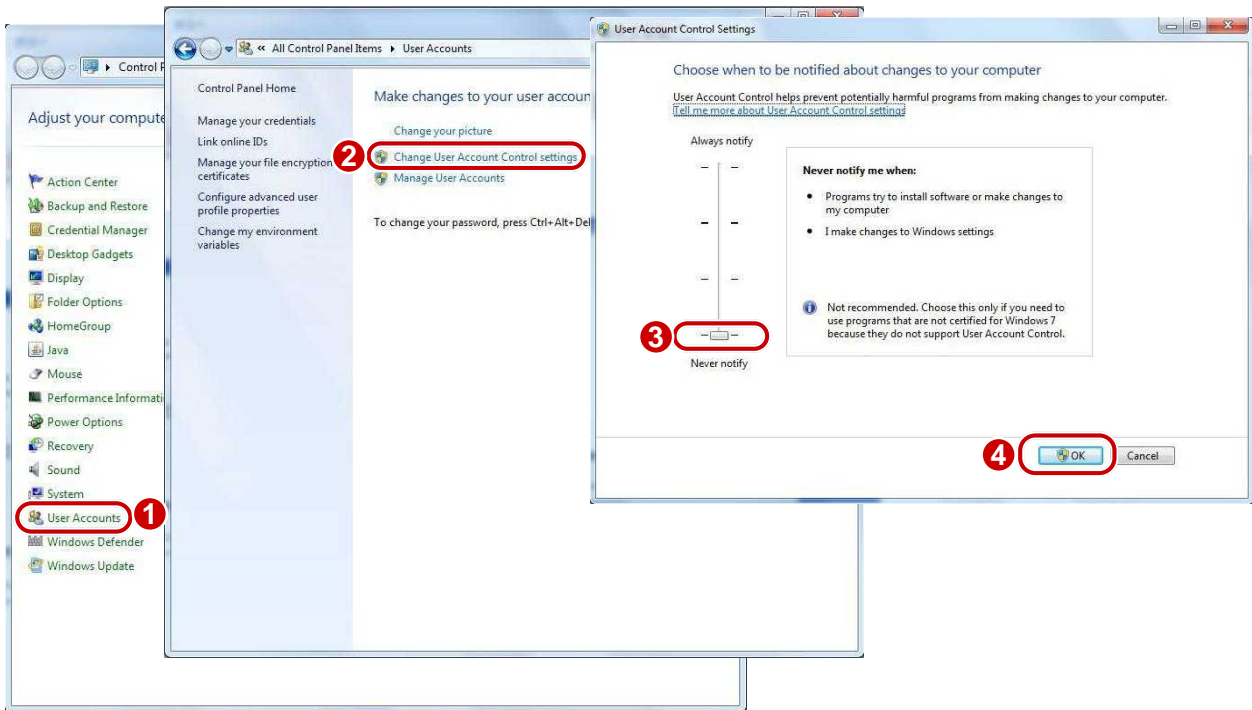 Control P
Adjust your compute
Action Center
Backup and Restore
Credential Manager
Desktop Gadgets
Display
Folder Options
HomeGroup
Java
Mouse
Performance Informati
Power Options
Recovery
Sound
System
User Accounts
1
Windows Defender
Windows Update
« All Control Panel Items User Accounts
Control Panel Home
Manage your credentials
Link online IDs
Manage your file encryption
certificates
Configure advanced user
profile properties
Change my environment
variables
Make changes to your user accoun
Change your picture
2
Change User Account Control settings
Manage User Accounts
To change your password, press Ctrl+Alt+Del
User Account Control Settings
Choose when to be notified about changes to your computer
User Account Control helps prevent potentially harmful programs from making changes to your computer.
Tell me more about User Account Control settings
Always notify
Never notify me when:
• Programs try to install software or make changes to
my computer
• I make changes to Windows settings
Not recommended. Choose this only if you need to
use programs that are not certified for Windows 7
because they do not support User Account Control.
3
Never notify
4
OK
Cancel